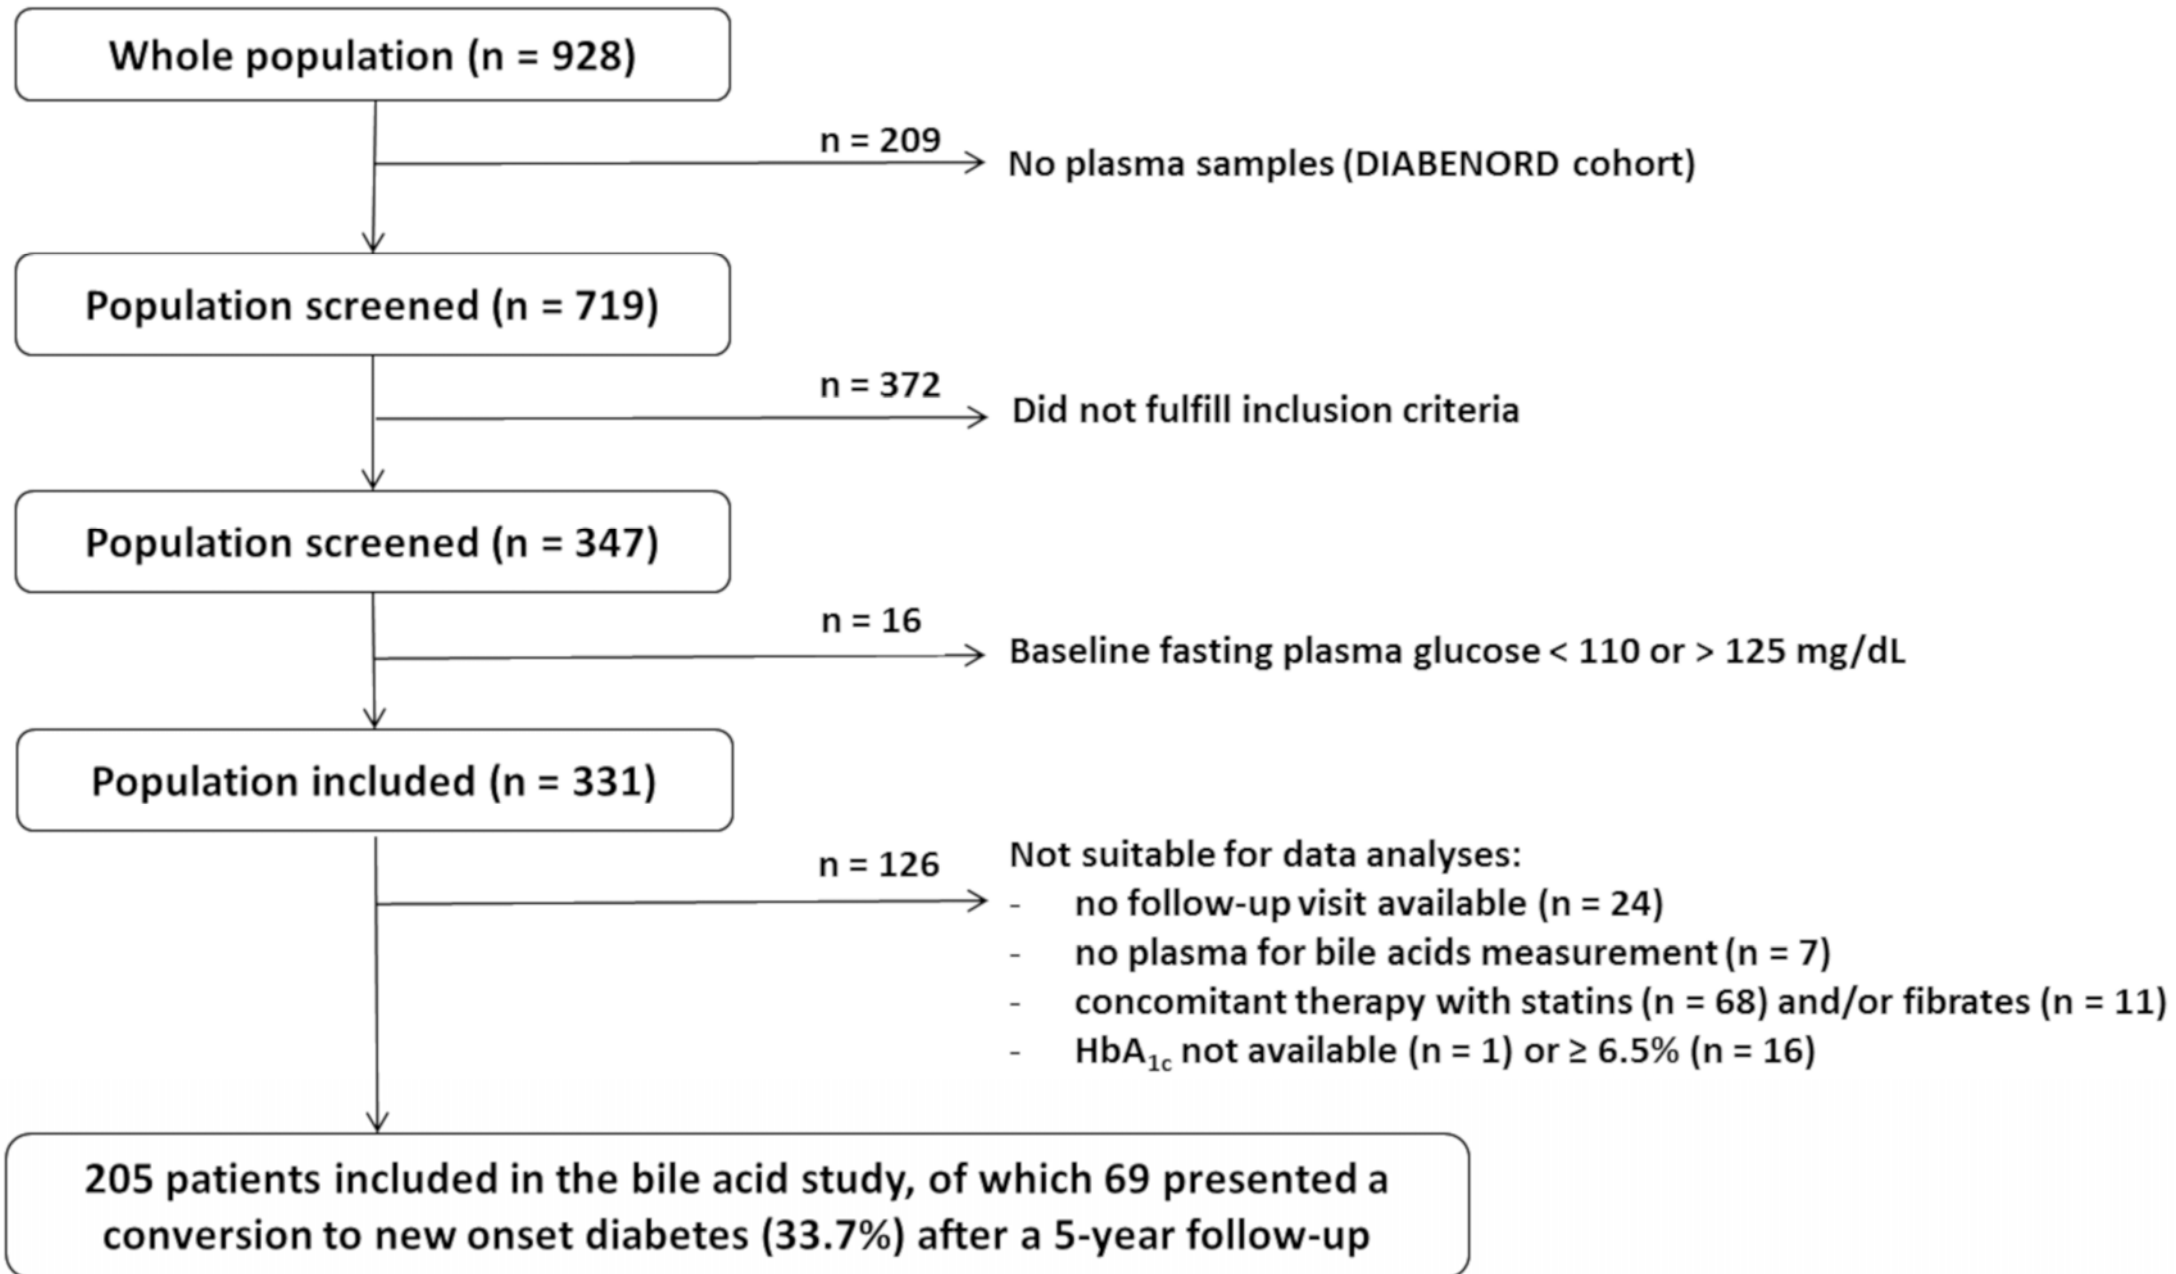 Whole population (n = 928)
n = 209
No plasma samples (DIABENORD cohort)
Population screened (n = 719)
n = 372
Did not fulfill inclusion criteria
Population screened (n = 347)
n = 16
Baseline fasting plasma glucose < 110 or > 125 mg/dL
Population included (n = 331)
n = 126
Not suitable for data analyses:
- no follow-up visit available (n = 24)
- no plasma for bile acids measurement (n = 7)
- concomitant therapy with statins (n = 68) and/or fibrates (n = 11)
- HbA1c not available (n = 1) or ≥ 6.5% (n = 16)
205 patients included in the bile acid study, of which 69 presented a
conversion to new onset diabetes (33.7%) after a 5-year follow-up